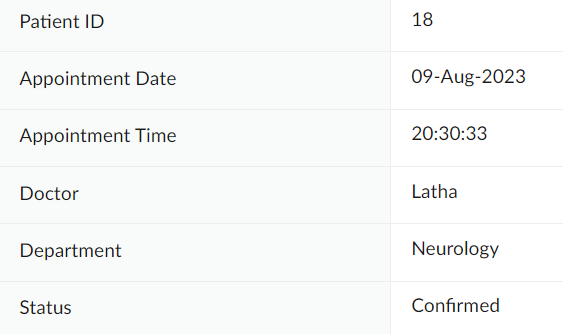 Patient ID 18
Appointment Date 09-Aug-2023
Appointment Time 20:30:33
Doctor Latha
Department Neurology
Status Confirmed